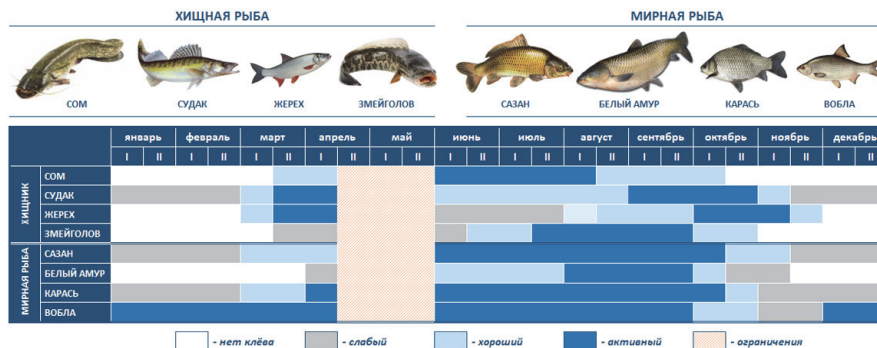 ХИЩНАЯ РЫБА МИРНАЯ РЫБА
СОМ СУДАК ЖЕРЕХ ЗМЕЙГОЛОВ САЗАН БЕЛЫЙ АМУР КАРАСЬ ВОБЛА
январь февраль март апрель май июнь июль август сентябрь октябрь ноябрь декабрь
I II I II I II I II I II I II I II I II I II I II I II I II
ХИЩНИК
СОМ
СУДАК
ЖЕРЕХ
ЗМЕЙГОЛОВ
МИРНАЯ РЫБА
САЗАН
БЕЛЫЙ АМУР
КАРАСЬ
ВОБЛА
- нет клёва - слабый - хороший - активный - ограничения